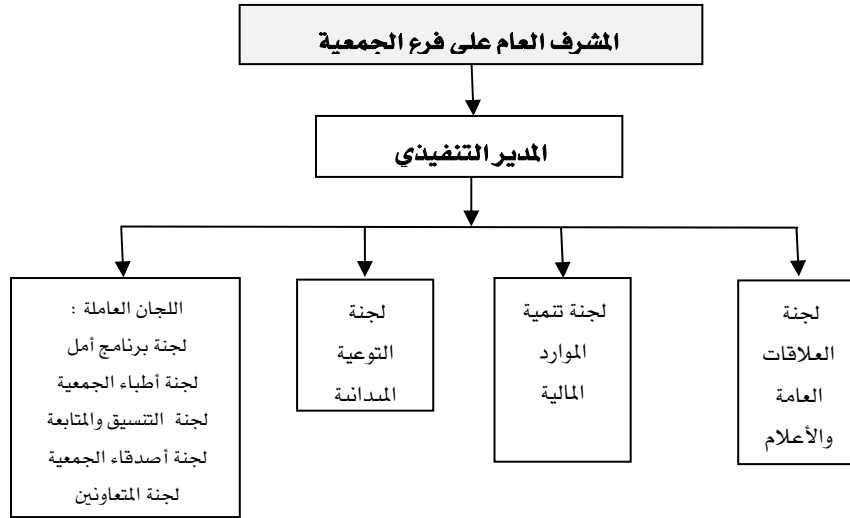 المشرف العام على فرع الجمعية
المدير التنفيذي
لجنة
العلاقات
العامة
والأعلام
لجنة تنمية
الموارد
المالية
لجنة
التوعية
الميدانية
اللجان العاملة :
لجنة برنامج أمل
لجنة أطباء الجمعية
لجنة التنسيق والمتابعة
لجنة أصدقاء الجمعية
لجنة المتعاونين